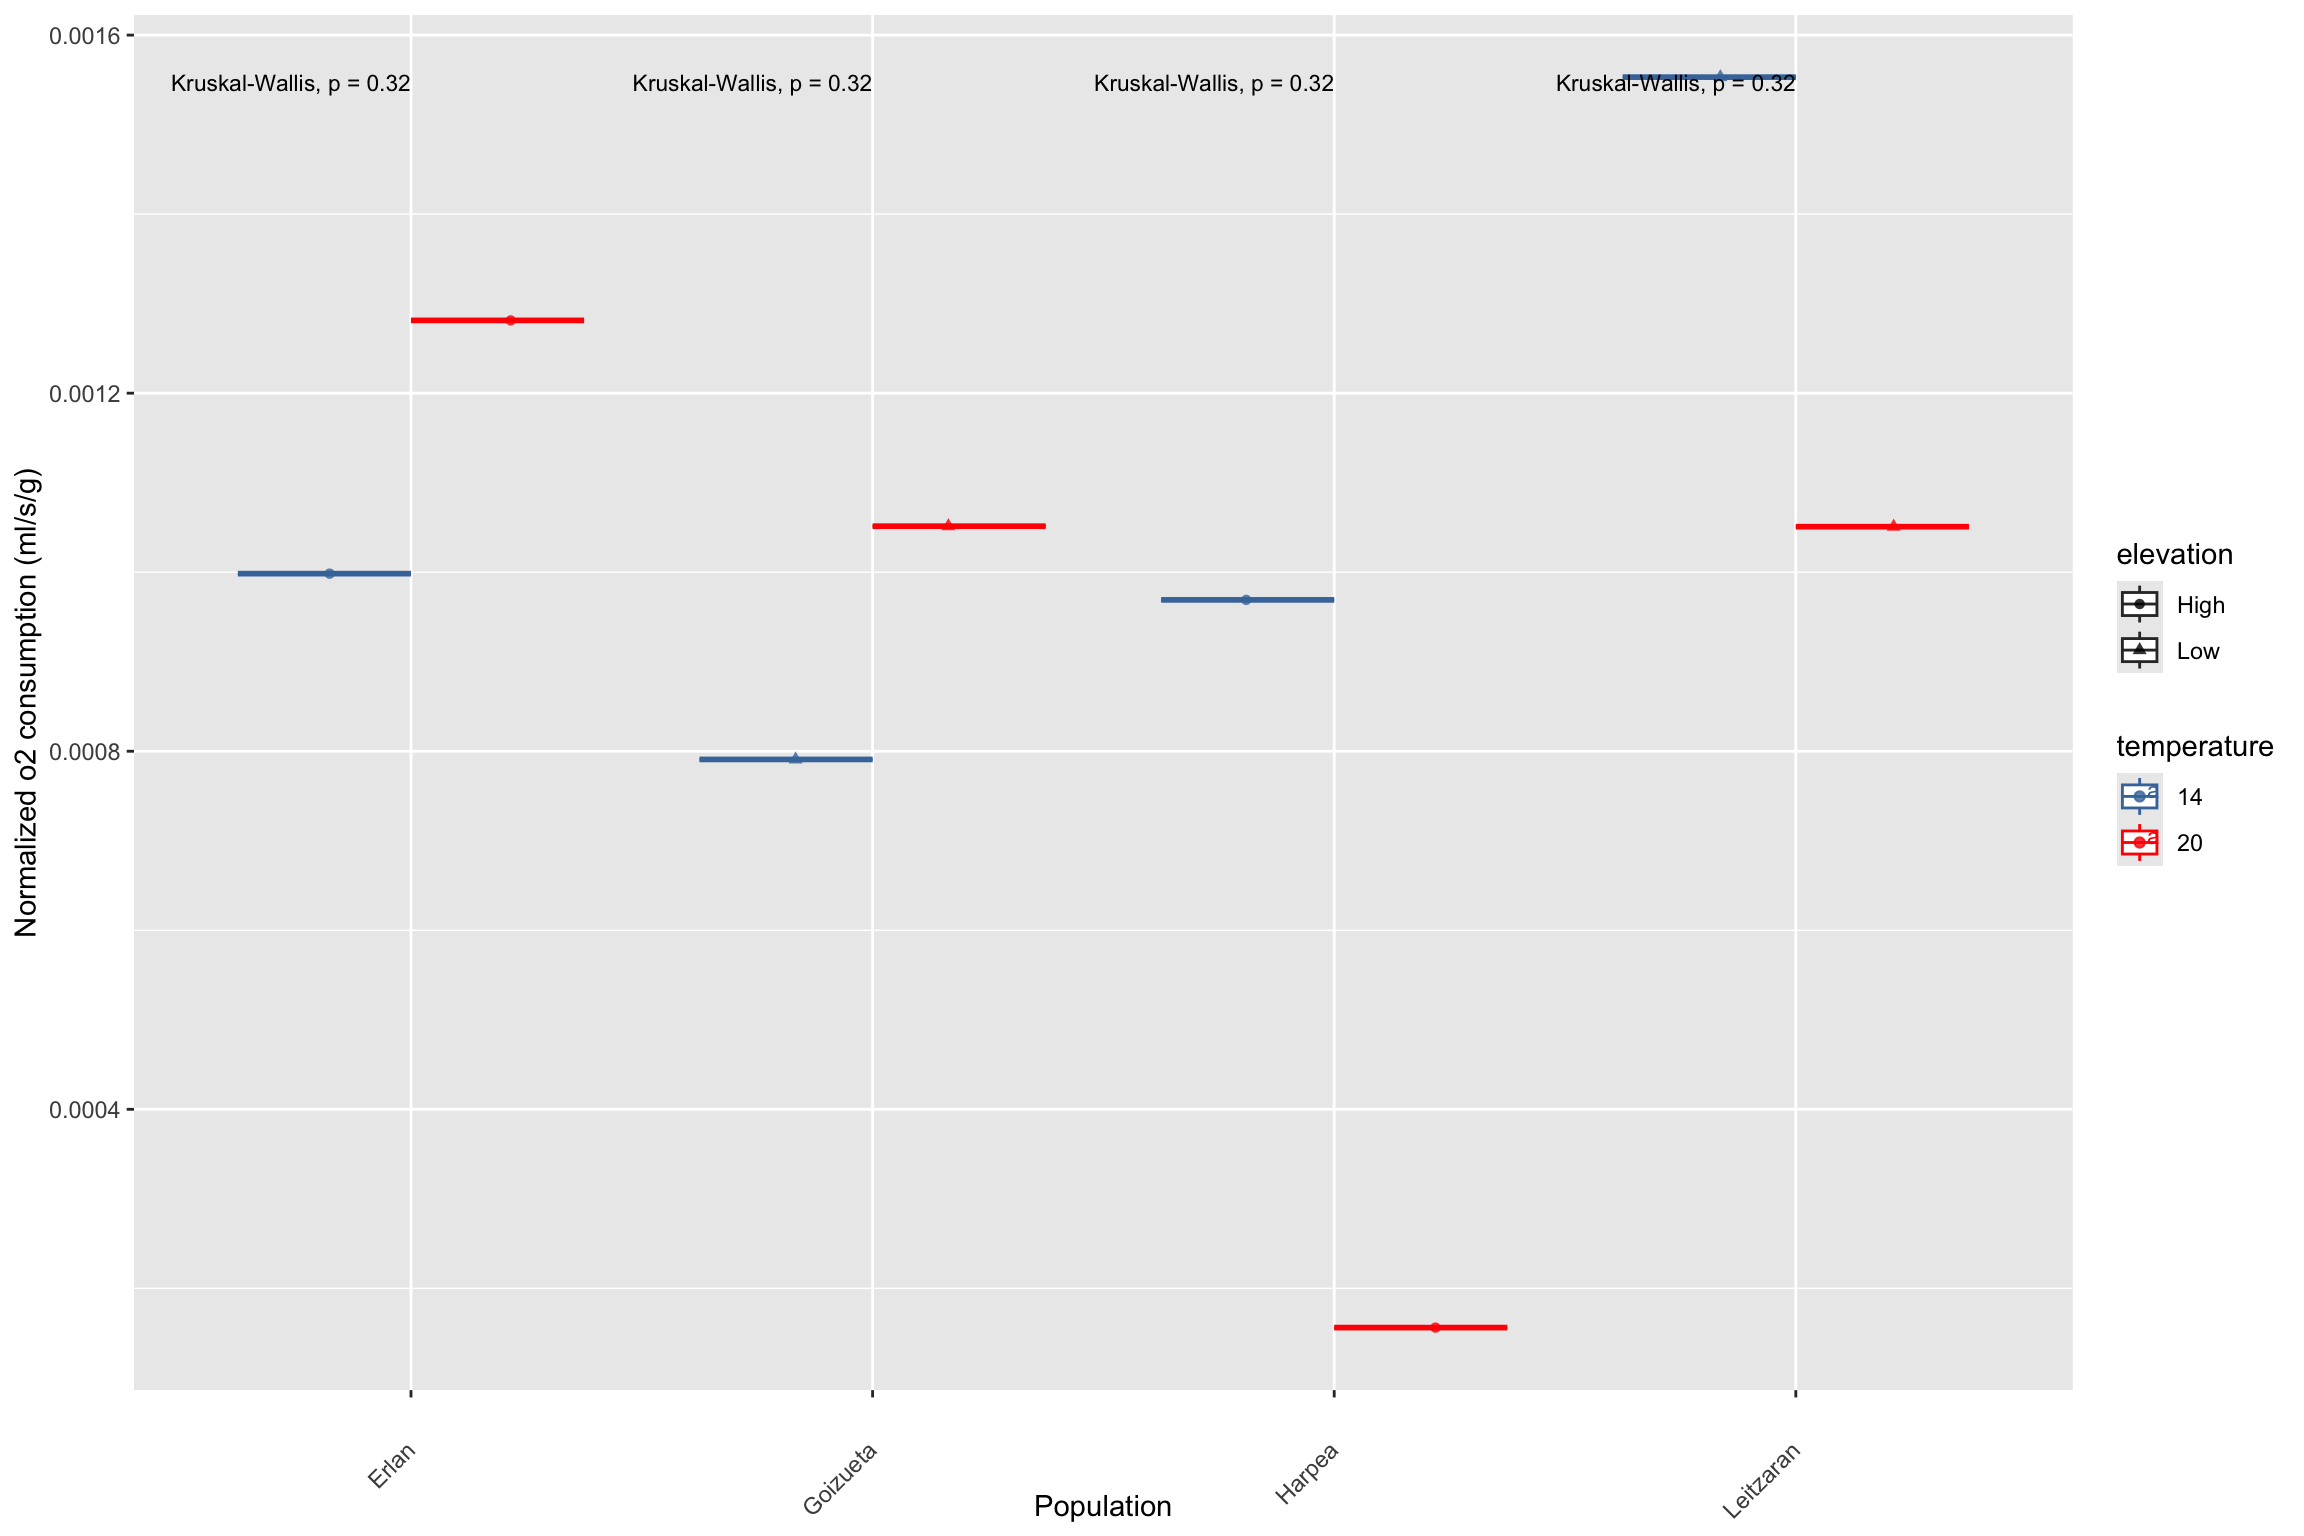 0.0016
Kruskal-Wallis, p = 0.32
Kruskal-Wallis, p = 0.32
Kruskal-Wallis, p = 0.32
Kruskal-Wallis, p = 0.32
0.0012
0.0008
0.0004
Normalized o2 consumption (ml/s/g)
Erlan
Goizueta
Harpea
Leitzaran
Population
elevation
High
Low
temperature
a
14
a
20